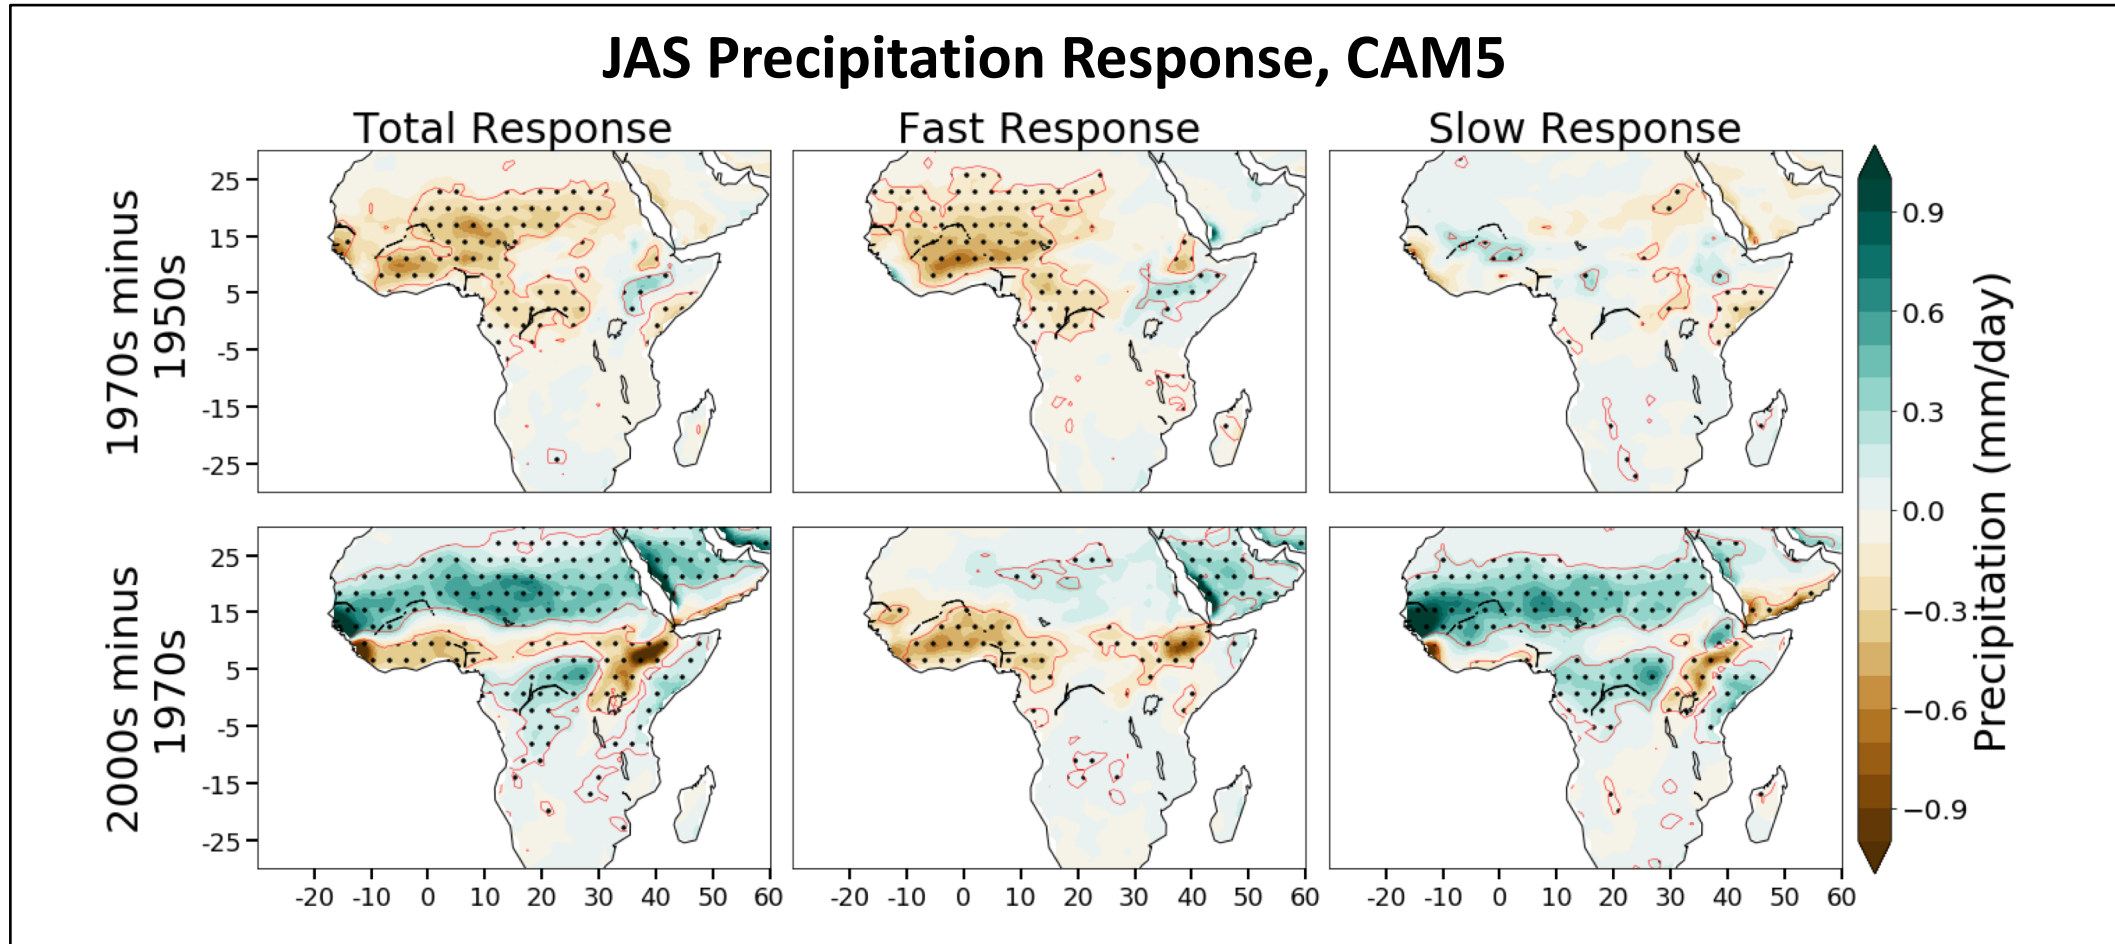 JAS Precipitation Response, CAM5
Total Response
Fast Response
Slow Response
1970s minus
1950s
25
15
5
-5
-15
-25
2000s minus
1970s
25
15
5
-5
-15
-25
-20 -10 0 10 20 30 40 50 60
-20 -10 0 10 20 30 40 50 60
-20 -10 0 10 20 30 40 50 60
0.9
0.6
0.3
0.0
−0.3
−0.6
−0.9
Precipitation (mm/day)